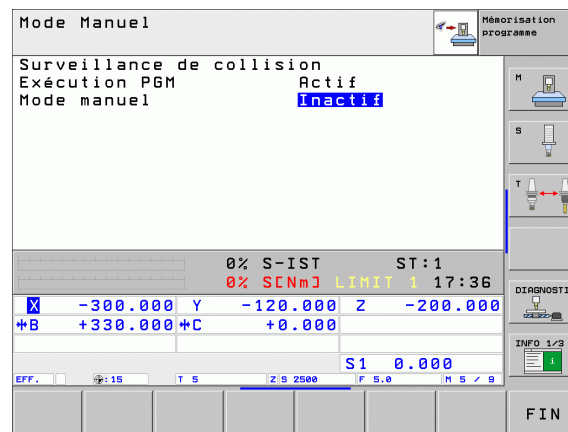 Mode Manuel
Mémorisation
programme
Surveillance de collision
Exécution PGM Actif
Mode manuel Inactif
M
S
T
0% S-IST ST:1
0% S[Nm] LIMIT 1 17:36
X -300.000 Y -120.000 Z -200.000
B +330.000 C +0.000
S1 0.000
EFF. :15 T 5 Z S 2500 F 5.0 M 5 / 9
DIAGNOSTI
INFO 1/3
FIN